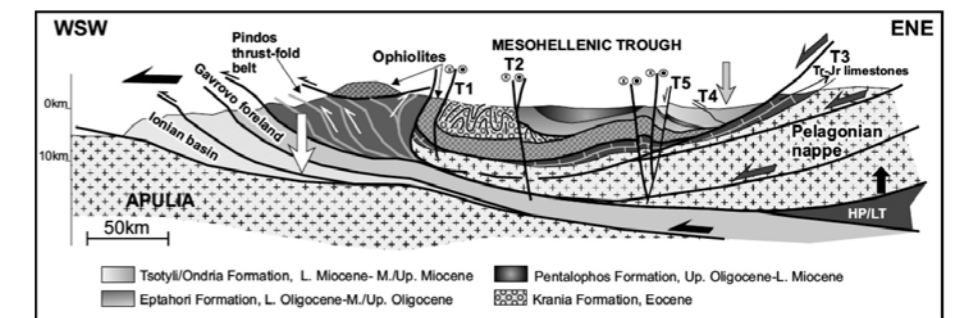 WSW
ENE
Pindos
thrust-fold
belt
Ophiolites
MESOHELLENIC TROUGH
T1
T2
T3
Tr-Jr limestones
T4
T5
0km
10km
Gavrovo foreland
Ionian basin
Pelagonian
nappe
HP/LT
APULIA
50km
Tsotyli/Ondria Formation, L. Miocene- M./Up. Miocene
Pentalophos Formation, Up. Oligocene-L. Miocene
Eptahori Formation, L. Oligocene-M./Up. Oligocene
Krania Formation, Eocene